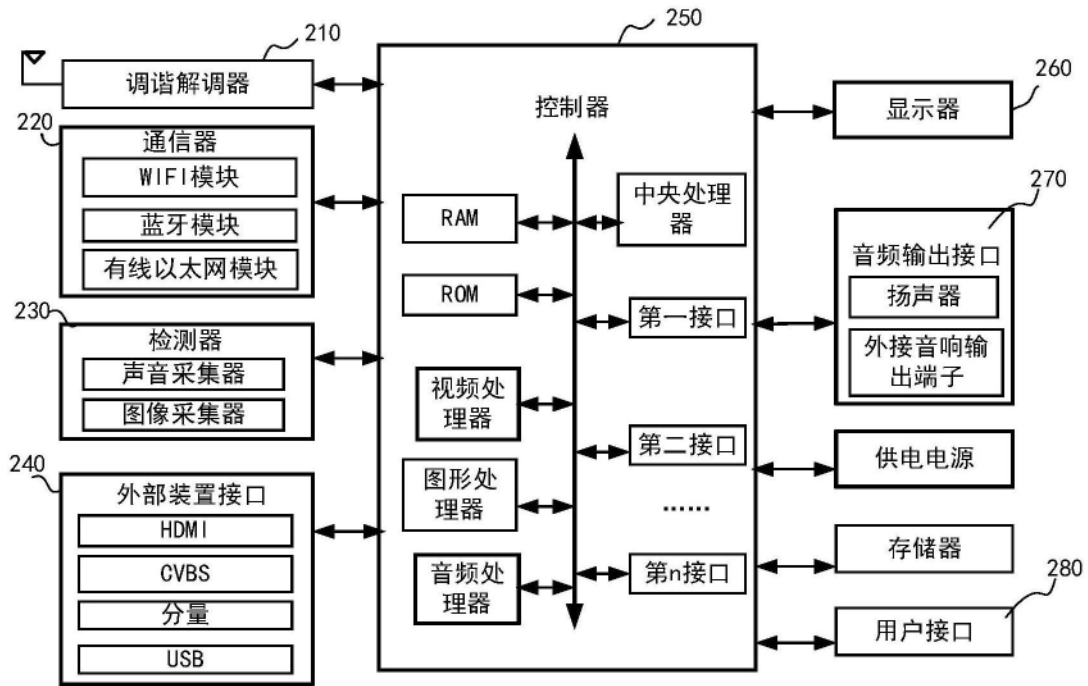 210
调谐解调器
220
通信器
WIFI模块
蓝牙模块
有线以太网模块
230
检测器
声音采集器
图像采集器
240
外部装置接口
HDMI
CVBS
分量
USB
250
控制器
RAM
ROM
视频处
理器
图形处
理器
音频处
理器
中央处理
器
第一接口
第二接口
……
第n接口
260
显示器
270
音频输出接口
扬声器
外接音响输
出端子
供电电源
存储器
280
用户接口